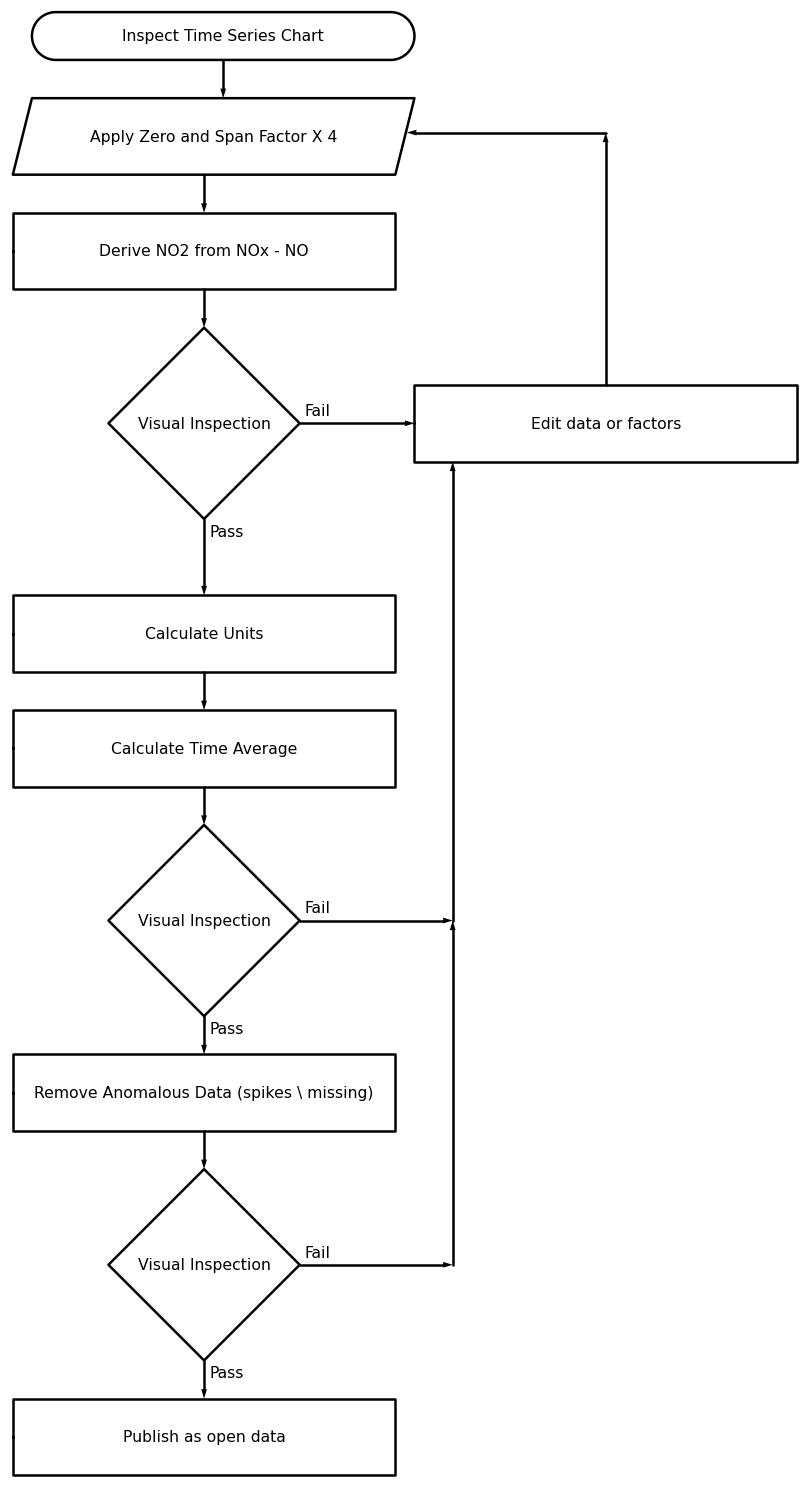 Inspect Time Series Chart
Apply Zero and Span Factor X 4
Derive NO2 from NOx - NO
Visual Inspection
Fail
Edit data or factors
Pass
Calculate Units
Calculate Time Average
Visual Inspection
Fail
Pass
Remove Anomalous Data (spikes \ missing)
Visual Inspection
Fail
Pass
Publish as open data